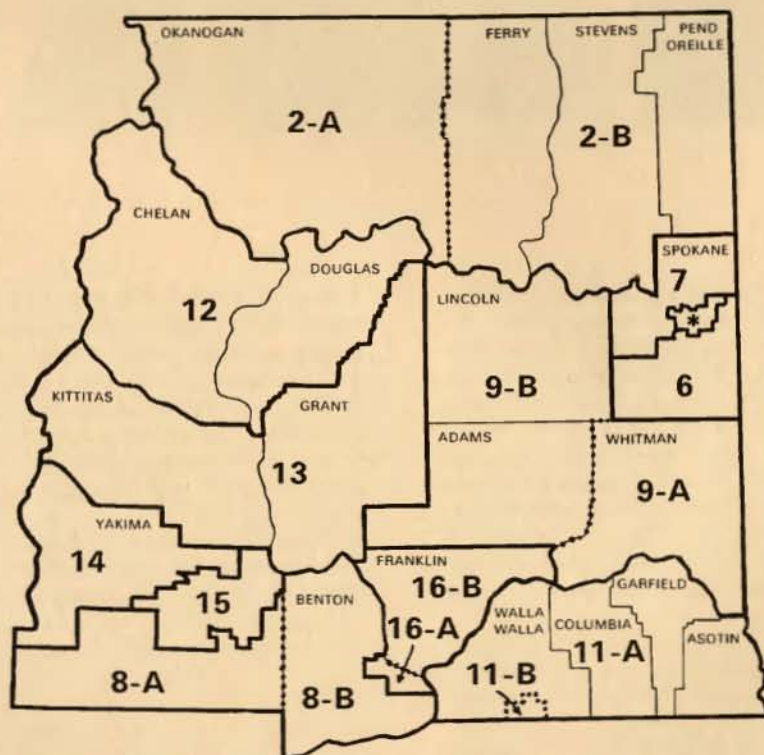 OKANOGAN
FERRY
STEVENS
PEND
OREILLE
2-A
2-B
CHELAN
DOUGLAS
SPOKANE
7
LINCOLN
12
*
KITTITAS
GRANT
9-B
6
ADAMS
WHITMAN
13
9-A
YAKIMA
14
FRANKLIN
16-B
GARFIELD
15
BENTON
WALLA
WALLA
COLUMBIA
16-A
ASOTIN
11-A
11-B
8-A
8-B